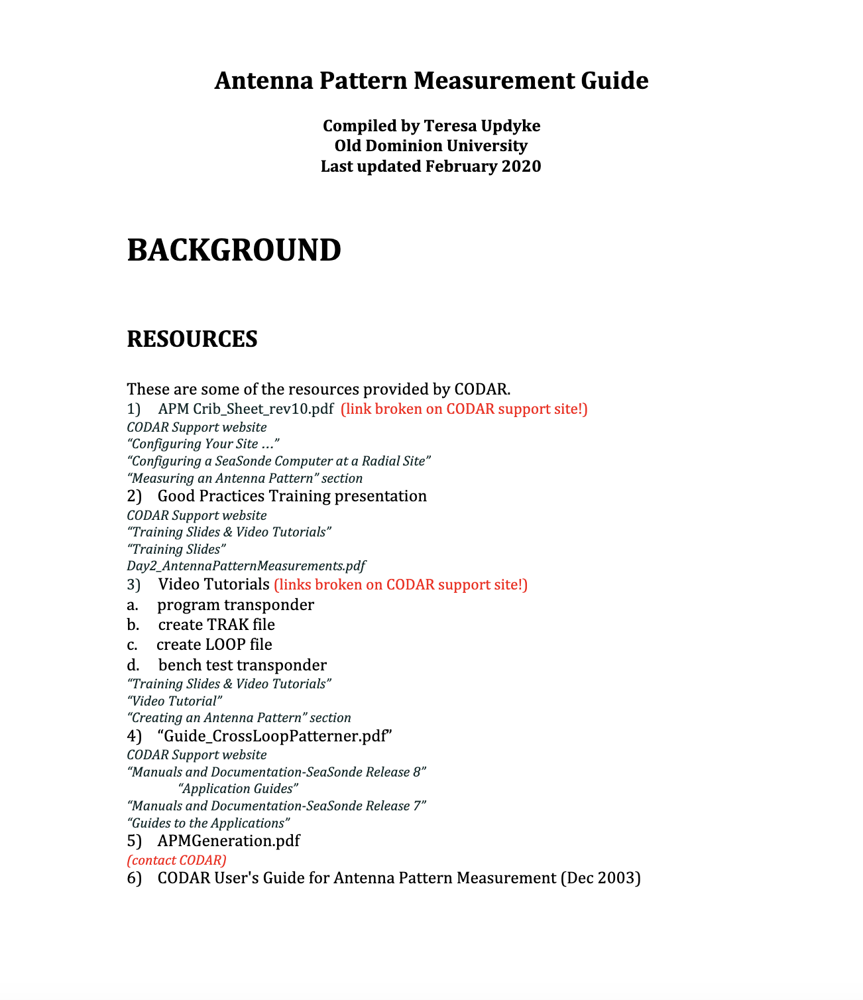 Antenna Pattern Measurement Guide
Compiled by Teresa Updyke
Old Dominion University
Last updated February 2020
BACKGROUND
RESOURCES
These are some of the resources provided by CODAR.
1) APM Crib_Sheet_rev10.pdf (link broken on CODAR support site!)
CODAR Support website
“Configuring Your Site …”
“Configuring a SeaSonde Computer at a Radial Site”
“Measuring an Antenna Pattern” section
2) Good Practices Training presentation
CODAR Support website
“Training Slides & Video Tutorials”
“Training Slides”
Day2_AntennaPatternMeasurements.pdf
3) Video Tutorials (links broken on CODAR support site!)
a. program transponder
b. create TRAK file
c. create LOOP file
d. bench test transponder
“Training Slides & Video Tutorials”
“Video Tutorial”
“Creating an Antenna Pattern” section
4) “Guide_CrossLoopPatterner.pdf”
CODAR Support website
“Manuals and Documentation-SeaSonde Release 8”
“Application Guides”
“Manuals and Documentation-SeaSonde Release 7”
“Guides to the Applications”
5) APMGeneration.pdf
(contact CODAR)
6) CODAR User's Guide for Antenna Pattern Measurement (Dec 2003)